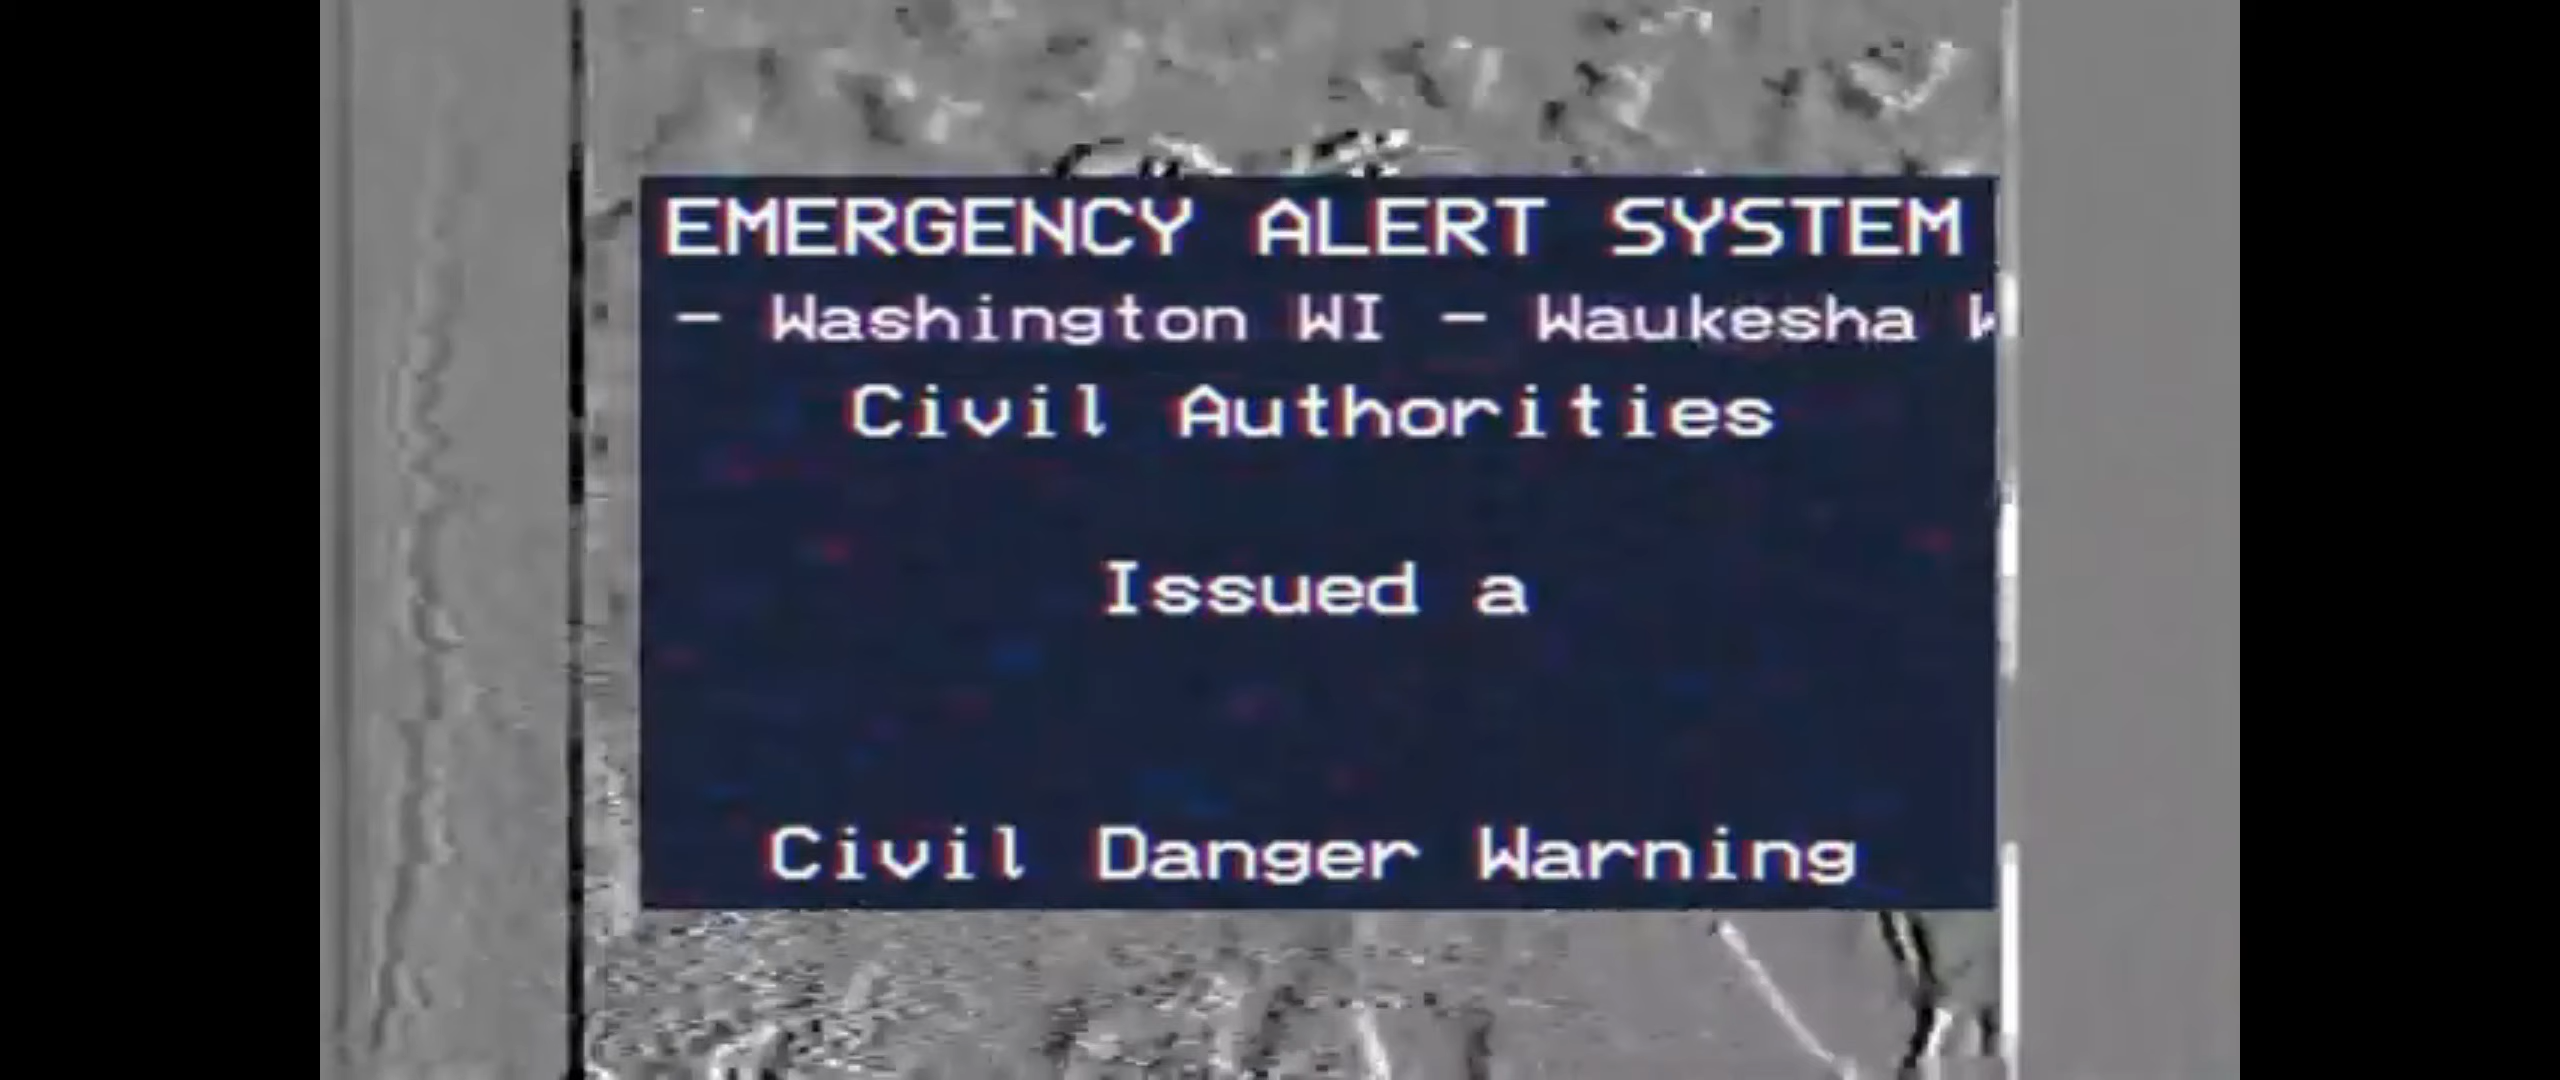 EMERGENCY ALERT SYSTEM
- Washington WI - Waukesha
Civil Authorities
Issued a
Civil Danger Warning